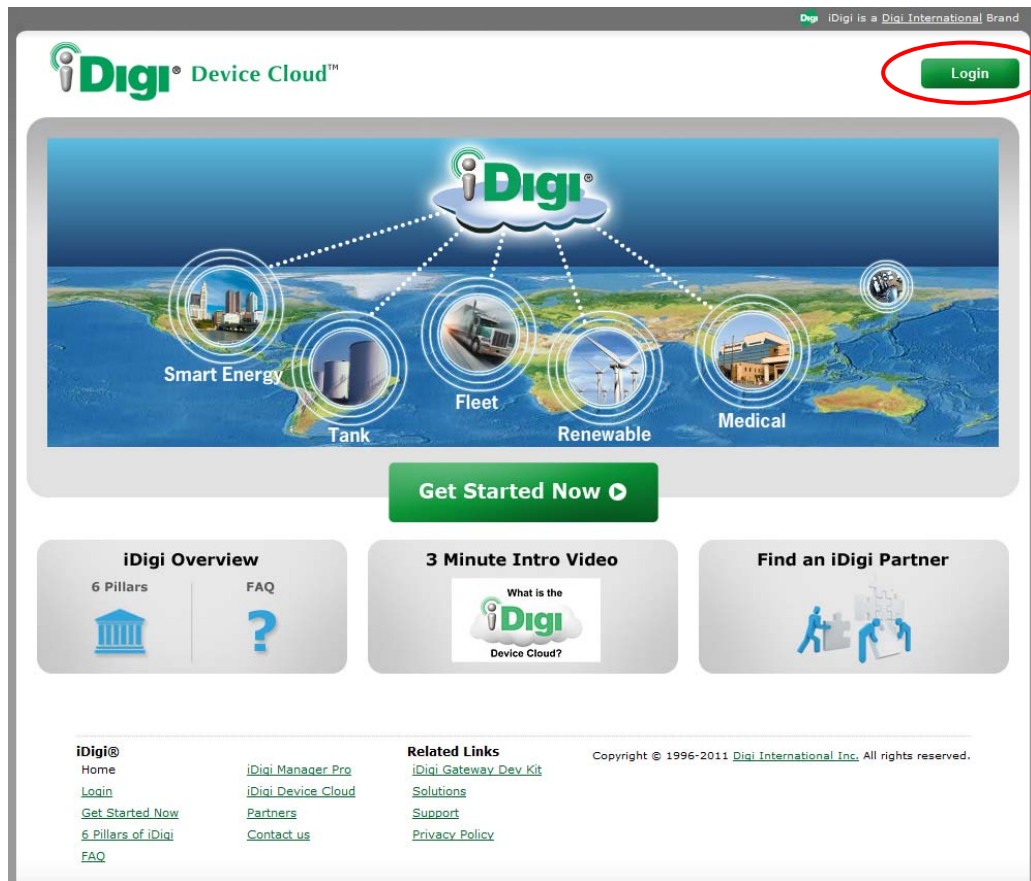 Digi iDigi is a Digi International Brand
iDigi® Device Cloud™
Login
iDigi®
Smart Energy
Tank
Fleet
Renewable
Medical
Get Started Now
iDigi Overview
6 Pillars
FAQ
?
3 Minute Intro Video
What is the
iDigi
Device Cloud?
Find an iDigi Partner
iDigi®
Home
Login
Get Started Now
6 Pillars of iDigi
FAQ
iDigi Manager Pro
iDigi Device Cloud
Partners
Contact us
Related Links
iDigi Gateway Dev Kit
Solutions
Support
Privacy Policy
Copyright © 1996-2011 Digi International Inc. All rights reserved.